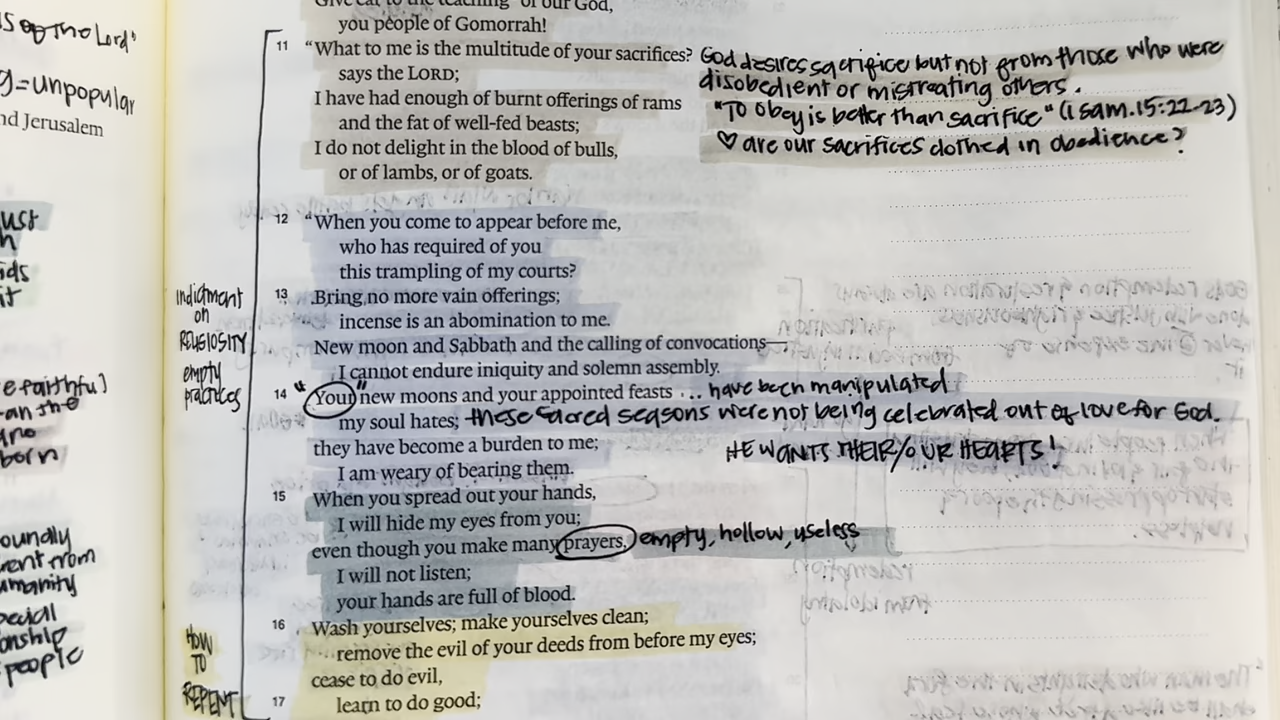 Give ear to the teaching of our God,
you people of Gomorrah!
11 “What to me is the multitude of your sacrifices?
says the LORD;
I have had enough of burnt offerings of rams
and the fat of well-fed beasts;
I do not delight in the blood of bulls,
or of lambs, or of goats.
God desires sacrifice but not from those who were
disobedient or mistreating others.
"To obey is better than sacrifice" (1 Sam. 15:22-23)
♡ are our sacrifices clothed in obedience?
12 “When you come to appear before me,
who has required of you
this trampling of my courts?
13 Bring no more vain offerings;
incense is an abomination to me.
New moon and Sabbath and the calling of convocations—
I cannot endure iniquity and solemn assembly.
indictment
on
RELIGIOSITY
empty
practices
14 "Your" new moons and your appointed feasts ... have been manipulated
my soul hates; these sacred seasons were not being celebrated out of love for God.
they have become a burden to me;
HE WANTS THEIR/OUR HEARTS!
I am weary of bearing them.
15 When you spread out your hands,
I will hide my eyes from you;
even though you make many prayers, empty, hollow, useless
I will not listen;
your hands are full of blood.
16 Wash yourselves; make yourselves clean;
remove the evil of your deeds from before my eyes;
cease to do evil,
17 learn to do good;
HOW
TO
REPENT
of the Lord"
=unpopular
nd Jerusalem
ust
it
born
people